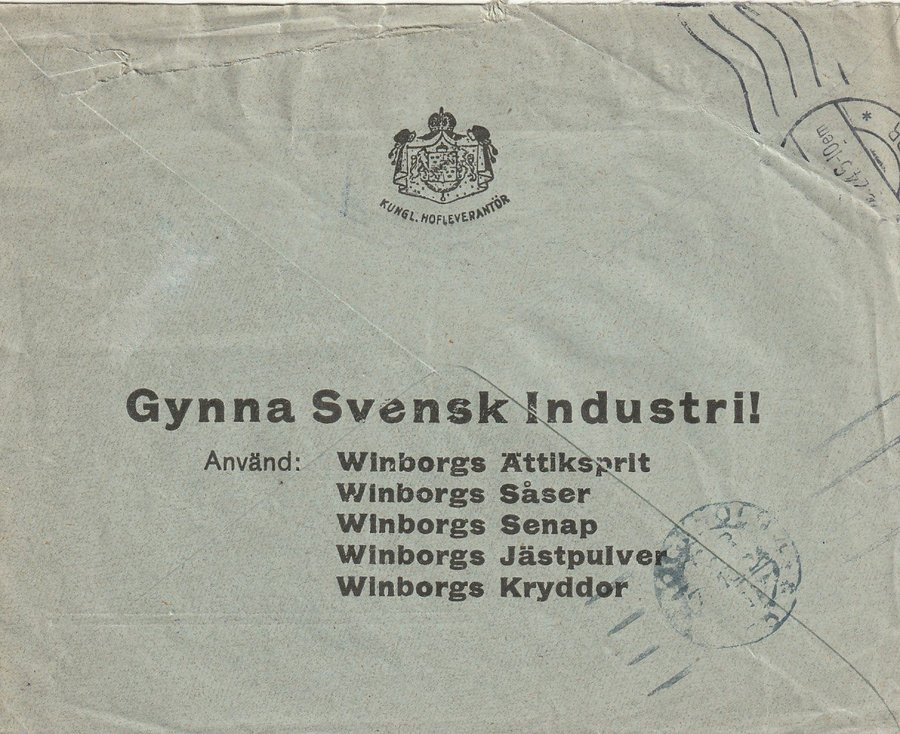 KUNGL. HOFLEVERANTÖR
Gynna Svensk Industri!
Använd: Winborgs Ättiksprit
Winborgs Såser
Winborgs Senap
Winborgs Jästpulver
Winborgs Kryddor